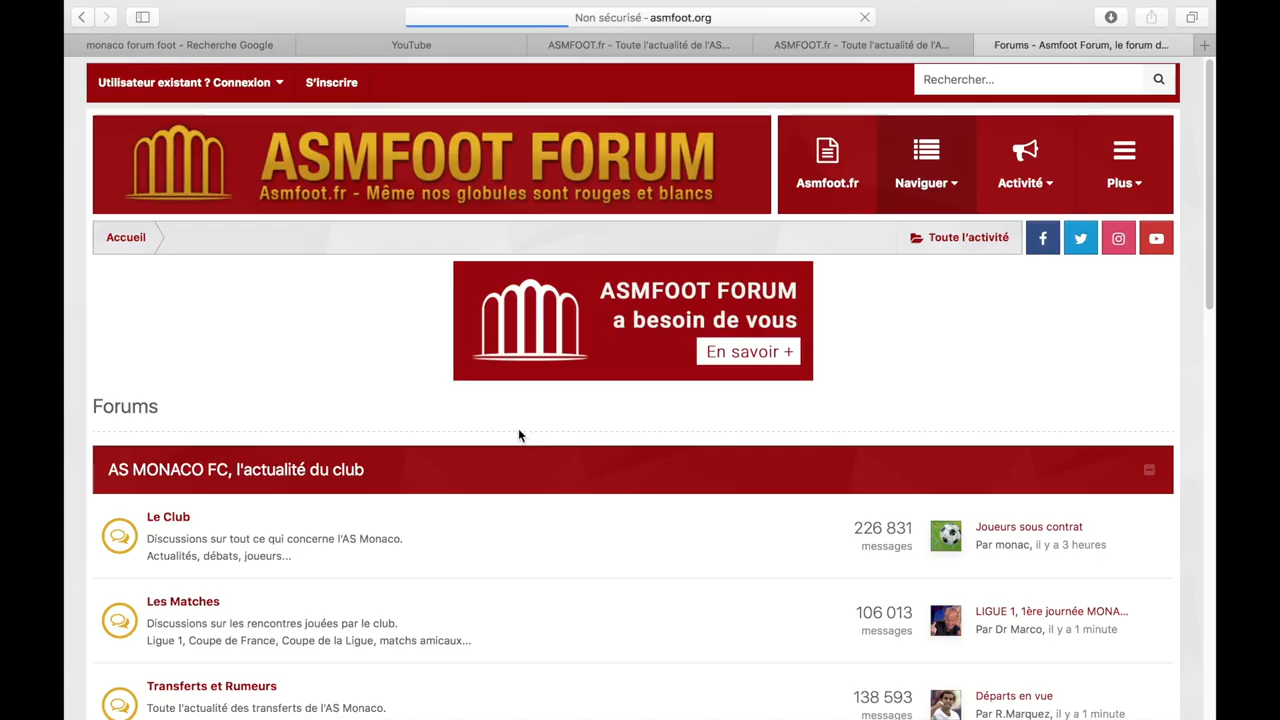 Non sécurisé - asmfoot.org
monaco forum foot - Recherche Google
YouTube
ASMFOOT.fr - Toute l'actualité de l'AS...
ASMFOOT.fr - Toute l'actualité de l'A...
Forums - Asmfoot Forum, le forum d...
Utilisateur existant ? Connexion
S'inscrire
Rechercher...
ASMFOOT FORUM
Asmfoot.fr - Même nos globules sont rouges et blancs
Asmfoot.fr
Naviguer
Activité
Plus
Accueil
Toute l'activité
ASMFOOT FORUM
a besoin de vous
En savoir +
Forums
AS MONACO FC, l'actualité du club
Le Club
Discussions sur tout ce qui concerne l'AS Monaco.
Actualités, débats, joueurs...
226 831
messages
Joueurs sous contrat
Par monac, il y a 3 heures
Les Matches
Discussions sur les rencontres jouées par le club.
Ligue 1, Coupe de France, Coupe de la Ligue, matchs amicaux...
106 013
messages
LIGUE 1, 1ère journée MONA...
Par Dr Marco, il y a 1 minute
Transferts et Rumeurs
Toute l'actualité des transferts de l'AS Monaco.
138 593
messages
Départs en vue
Par R.Marquez, il y a 1 minute